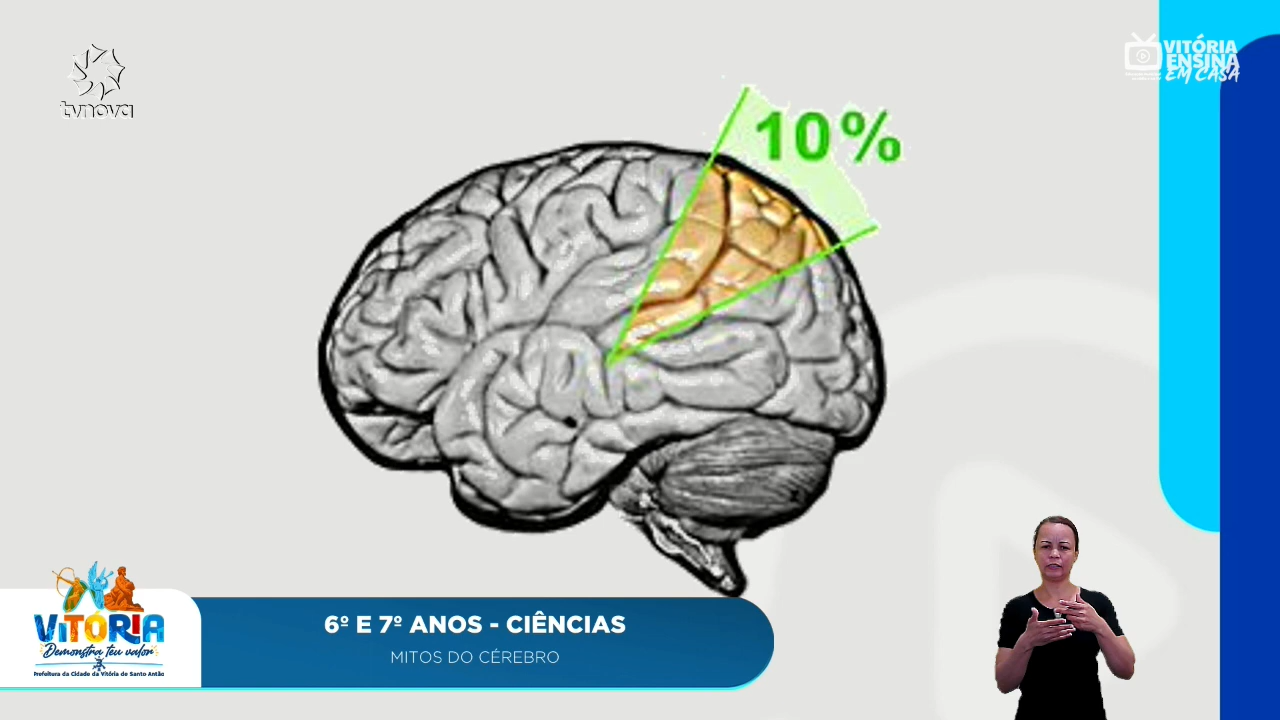 tvnova
VITÓRIA
ENSINA
EM CASA
10%
VITÓRIA
Demonstra teu valor
Prefeitura da Cidade da Vitória de Santo Antão
6º E 7º ANOS - CIÊNCIAS
MITOS DO CÉREBRO